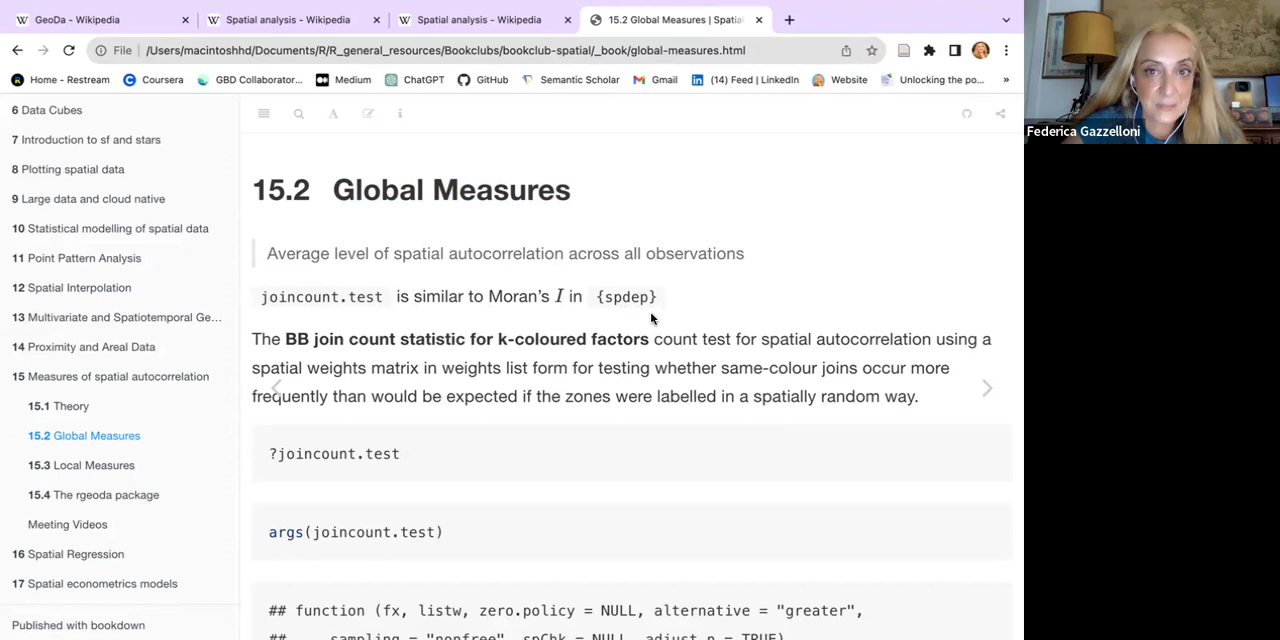 GeoDa - Wikipedia
Spatial analysis - Wikipedia
Spatial analysis - Wikipedia
15.2 Global Measures | Spatial
File /Users/macintoshhd/Documents/R/R_general_resources/Bookclubs/bookclub-spatial/_book/global-measures.html
Home - Restream
Coursera
GBD Collaborator...
Medium
ChatGPT
GitHub
Semantic Scholar
Gmail
(14) Feed | LinkedIn
Website
Unlocking the po...
»
Federica Gazzelloni
6 Data Cubes
7 Introduction to sf and stars
8 Plotting spatial data
9 Large data and cloud native
10 Statistical modelling of spatial data
11 Point Pattern Analysis
12 Spatial Interpolation
13 Multivariate and Spatiotemporal Ge...
14 Proximity and Areal Data
15 Measures of spatial autocorrelation
15.1 Theory
15.2 Global Measures
15.3 Local Measures
15.4 The rgeoda package
Meeting Videos
16 Spatial Regression
17 Spatial econometrics models
Published with bookdown
15.2 Global Measures
Average level of spatial autocorrelation across all observations
joincount.test is similar to Moran's I in {spdep}
The BB join count statistic for k-coloured factors count test for spatial autocorrelation using a
spatial weights matrix in weights list form for testing whether same-colour joins occur more
frequently than would be expected if the zones were labelled in a spatially random way.
?joincount.test
args(joincount.test)
## function (fx, listw, zero.policy = NULL, alternative = "greater",
## sampling = "nonfree", spChk = NULL, adjust.n = TRUE)